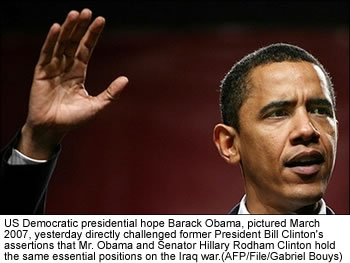 US Democratic presidential hope Barack Obama, pictured March
2007, yesterday directly challenged former President Bill Clinton's
assertions that Mr. Obama and Senator Hillary Rodham Clinton hold
the same essential positions on the Iraq war.(AFP/File/Gabriel Bouys)